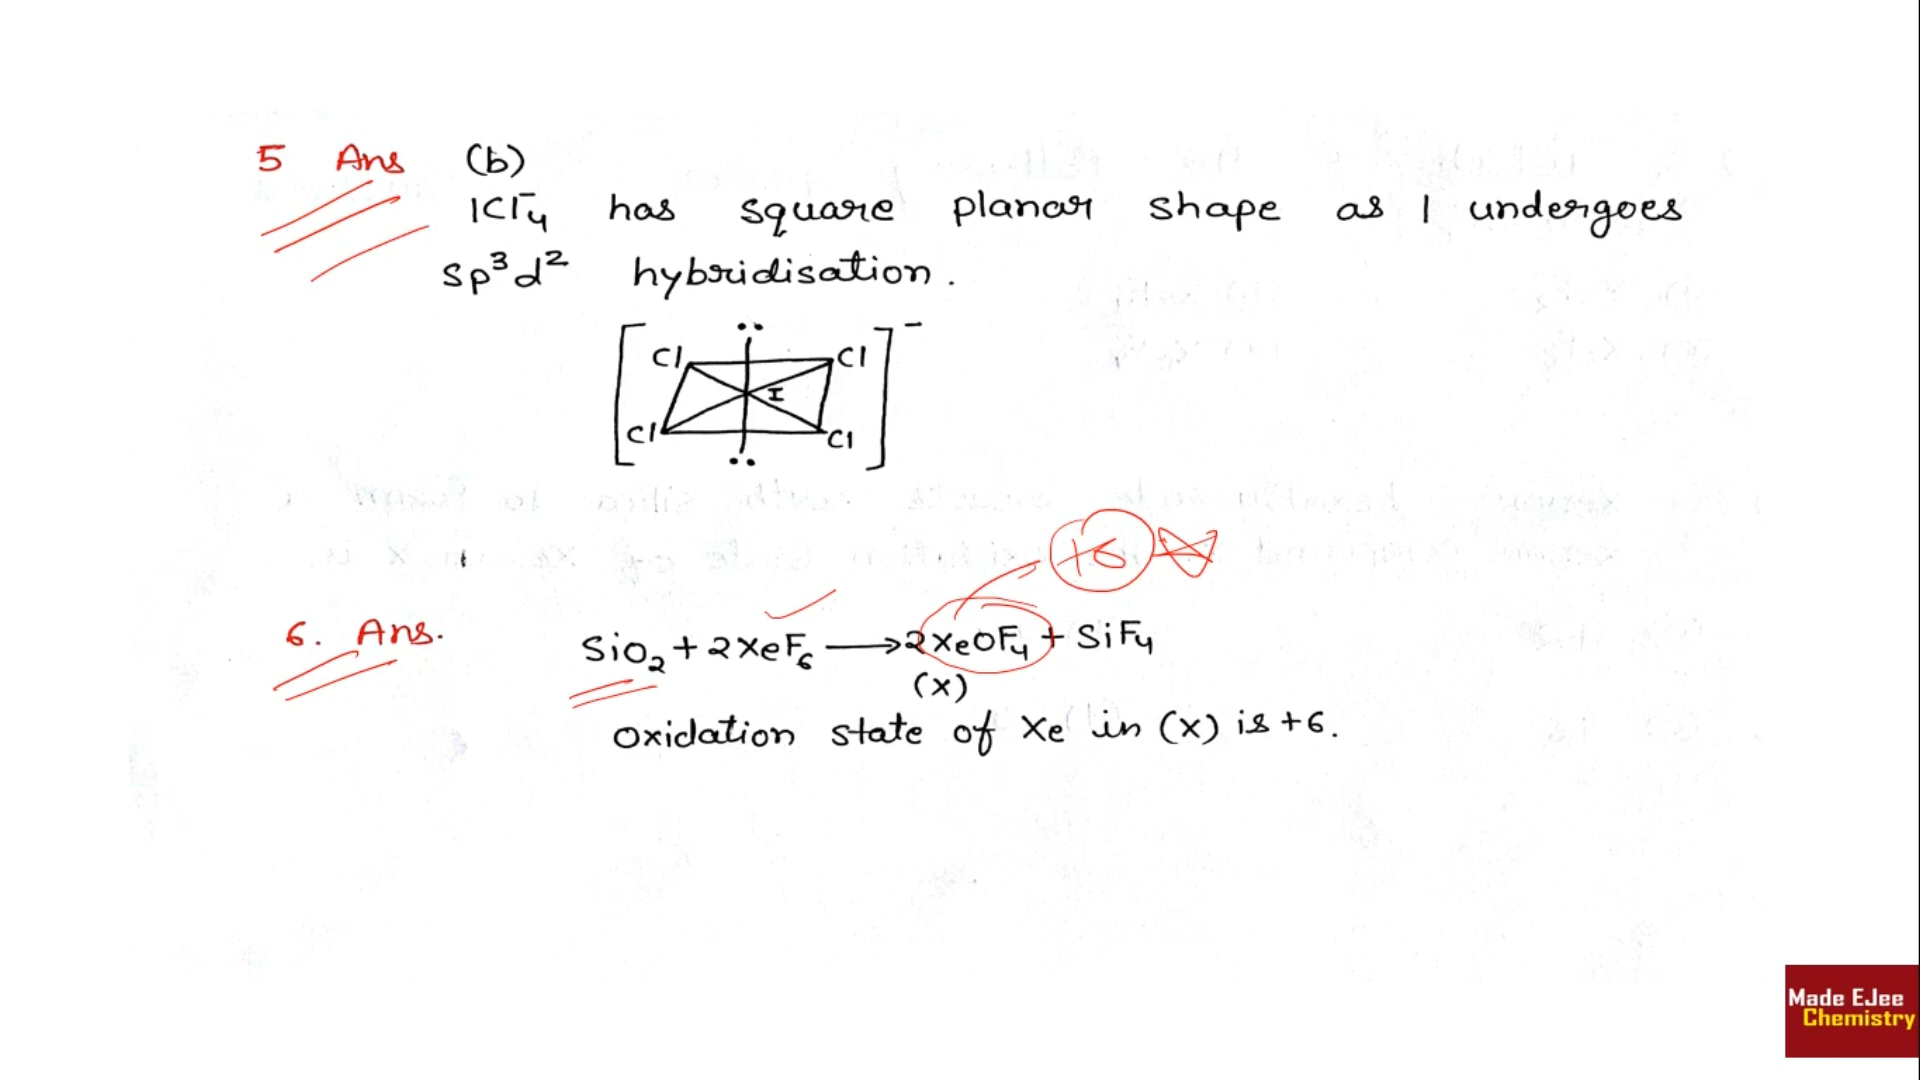 5 Ans (b)
ICl₄⁻ has square planar shape as I undergoes
sp³d² hybridisation.
Cl Cl
I
Cl Cl
+6
6. Ans. SiO₂ + 2XeF₆ ⟶ 2XeOF₄ + SiF₄
(X)
Oxidation state of Xe in (X) is +6.
Made EJee
Chemistry